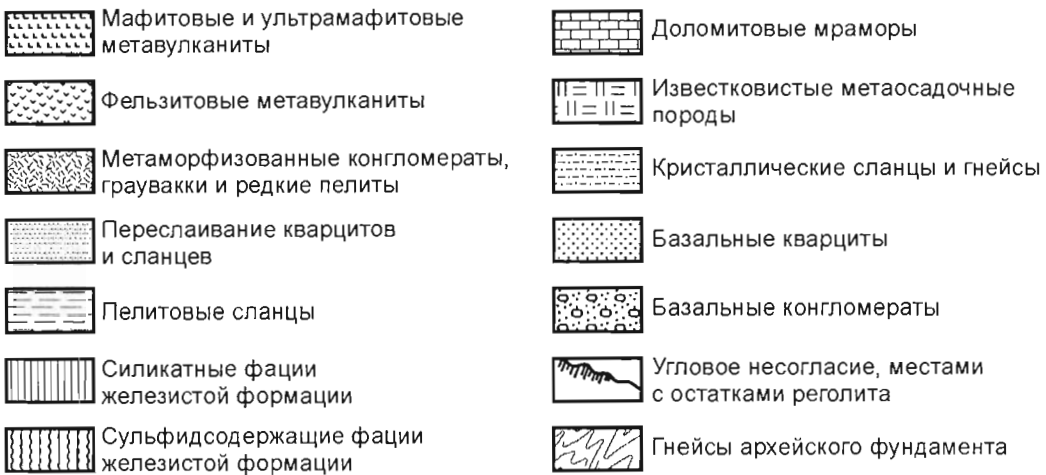 Мафитовые и ультрамафитовые
метавулканиты
Фельзитовые метавулканиты
Метаморфизованные конгломераты,
граувакки и редкие пелиты
Переслаивание кварцитов
и сланцев
Пелитовые сланцы
Силикатные фации
железистой формации
Сульфидсодержащие фации
железистой формации
Доломитовые мраморы
Известковистые метаосадочные
породы
Кристаллические сланцы и гнейсы
Базальные кварциты
Базальные конгломераты
Угловое несогласие, местами
с остатками реголита
Гнейсы архейского фундамента